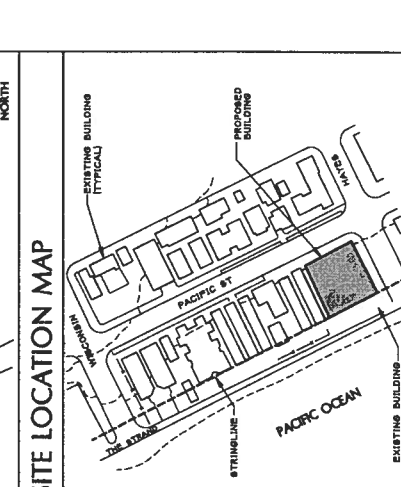 NORTH
ITE LOCATION MAP
EXISTING BUILDING
(TYPICAL)
PROPOSED
BUILDING
HAYES
WISCONSIN
PACIFIC ST
THE STRAND
STRINGLINE
PACIFIC OCEAN
EXISTING BUILDING